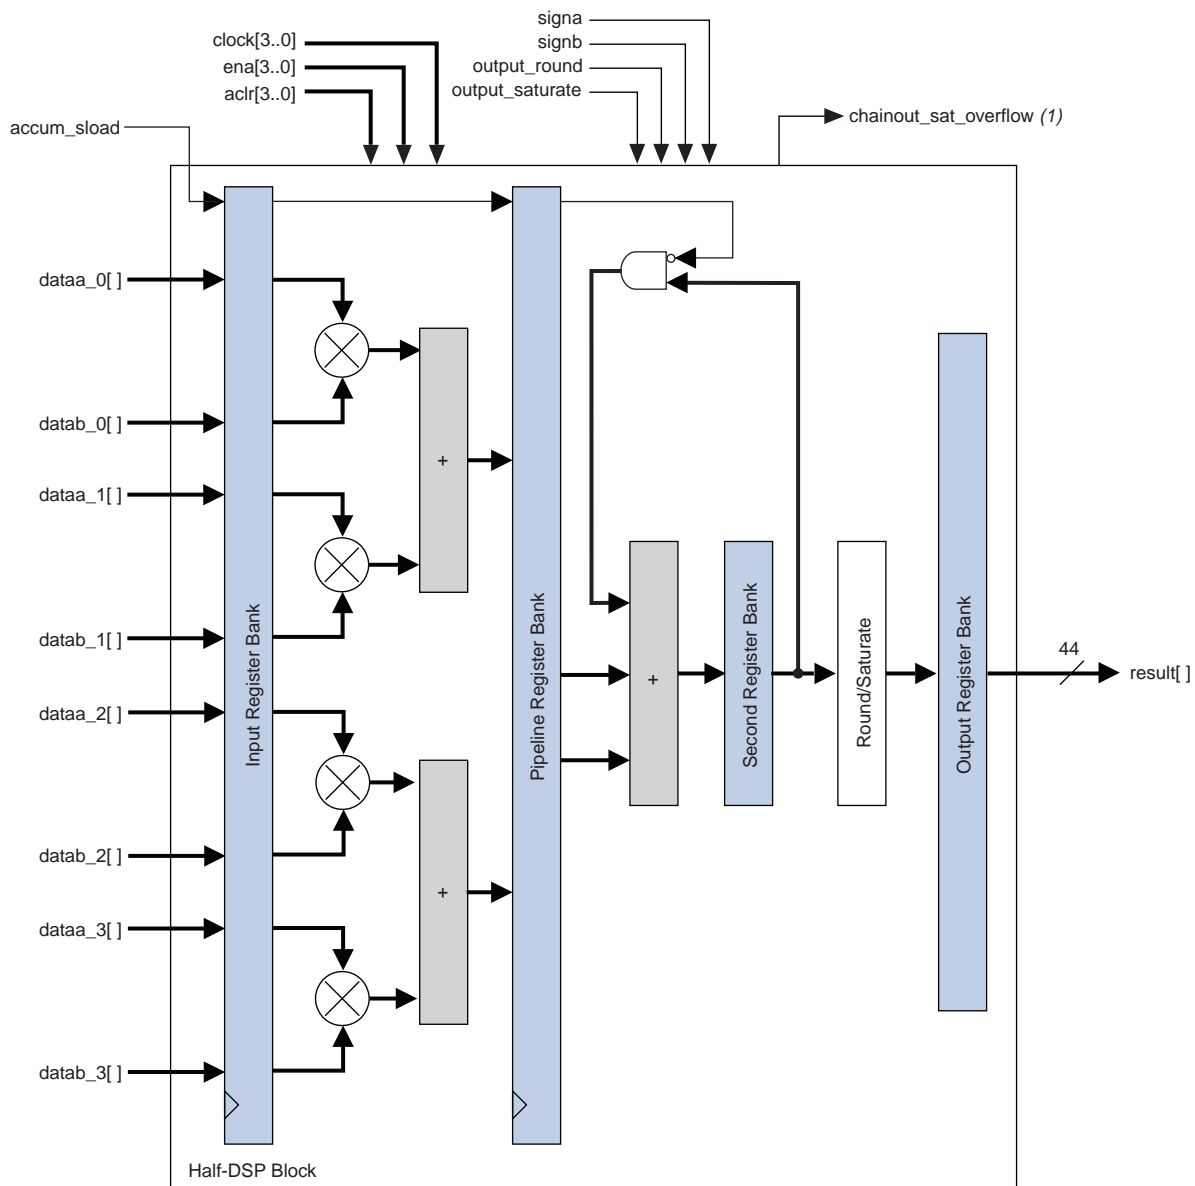 signa
signb
output_round
output_saturate
clock[3..0]
ena[3..0]
aclr[3..0]
accum_sload
chainout_sat_overflow (1)
dataa_0[ ]
datab_0[ ]
dataa_1[ ]
datab_1[ ]
dataa_2[ ]
datab_2[ ]
dataa_3[ ]
datab_3[ ]
Input Register Bank
+
+
Pipeline Register Bank
+
Second Register Bank
Round/Saturate
Output Register Bank
44
result[ ]
Half-DSP Block